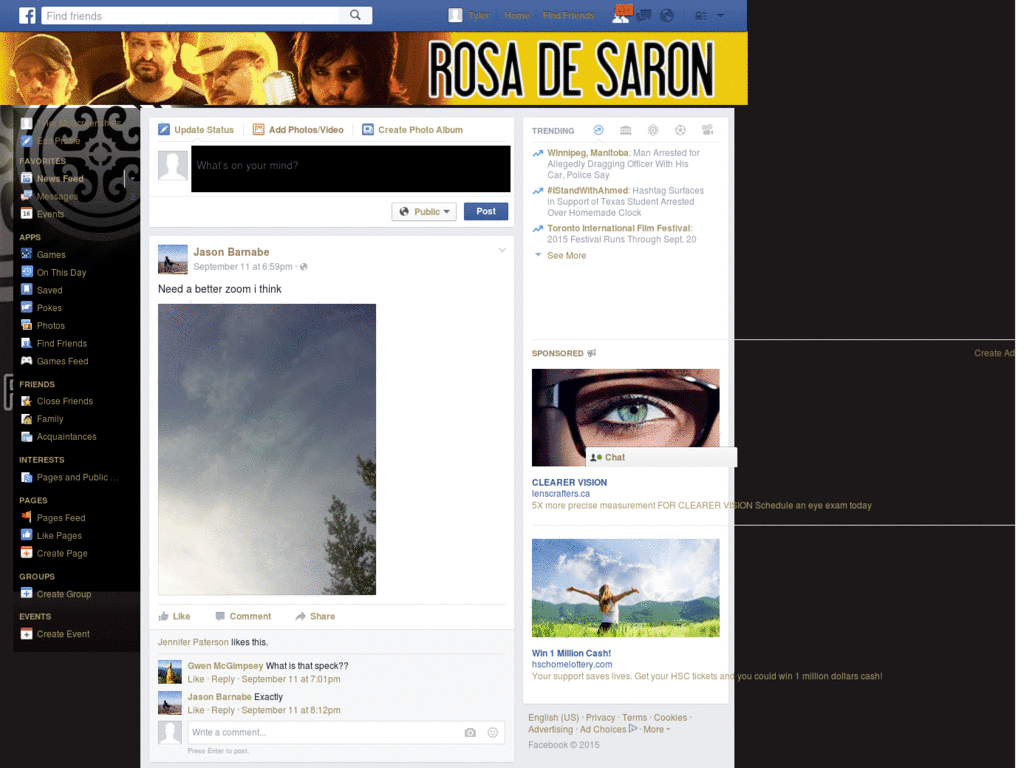 f Find friends
Tyler Home Find Friends
ROSA DE SARON
Edit Profile
FAVORITES
News Feed
Messages
Events
APPS
Games
On This Day
Saved
Pokes
Photos
Find Friends
Games Feed
FRIENDS
Close Friends
Family
Acquaintances
INTERESTS
Pages and Public ...
PAGES
Pages Feed
Like Pages
Create Page
GROUPS
Create Group
EVENTS
Create Event
Update Status Add Photos/Video Create Photo Album
What's on your mind?
Public Post
Jason Barnabe
September 11 at 6:59pm ·
Need a better zoom i think
Like Comment Share
Jennifer Paterson likes this.
Gwen McGimpsey What is that speck??
Like · Reply · September 11 at 7:01pm
Jason Barnabe Exactly
Like · Reply · September 11 at 8:12pm
Write a comment...
Press Enter to post.
TRENDING
Winnipeg, Manitoba: Man Arrested for
Allegedly Dragging Officer With His
Car, Police Say
#IStandWithAhmed: Hashtag Surfaces
in Support of Texas Student Arrested
Over Homemade Clock
Toronto International Film Festival:
2015 Festival Runs Through Sept. 20
See More
SPONSORED Create Ad
Chat
CLEARER VISION
lenscrafters.ca
5X more precise measurement FOR CLEARER VISION Schedule an eye exam today
Win 1 Million Cash!
hschomelottery.com
Your support saves lives. Get your HSC tickets and you could win 1 million dollars cash!
English (US) · Privacy · Terms · Cookies ·
Advertising · Ad Choices · More
Facebook © 2015